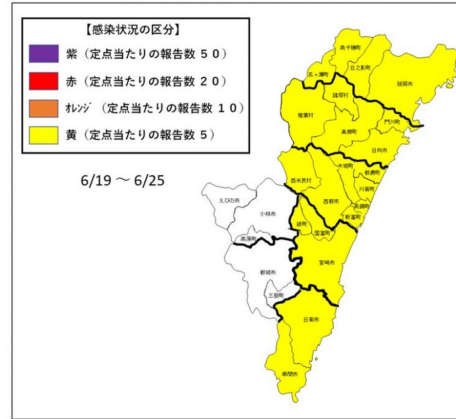 【感染状況の区分】
紫(定点当たりの報告数50)
赤(定点当たりの報告数20)
オレンジ(定点当たりの報告数10)
黄(定点当たりの報告数5)
6/19 ~ 6/25
高千穂町
日之影町
延岡市
五ヶ瀬町
諸塚村
椎葉村
門川町
美郷町
日向市
木城町
西米良村
都農町
川南町
西都市
高鍋町
新富町
えびの市
小林市
綾町
国富町
高原町
宮崎市
都城市
三股町
日南市
串間市